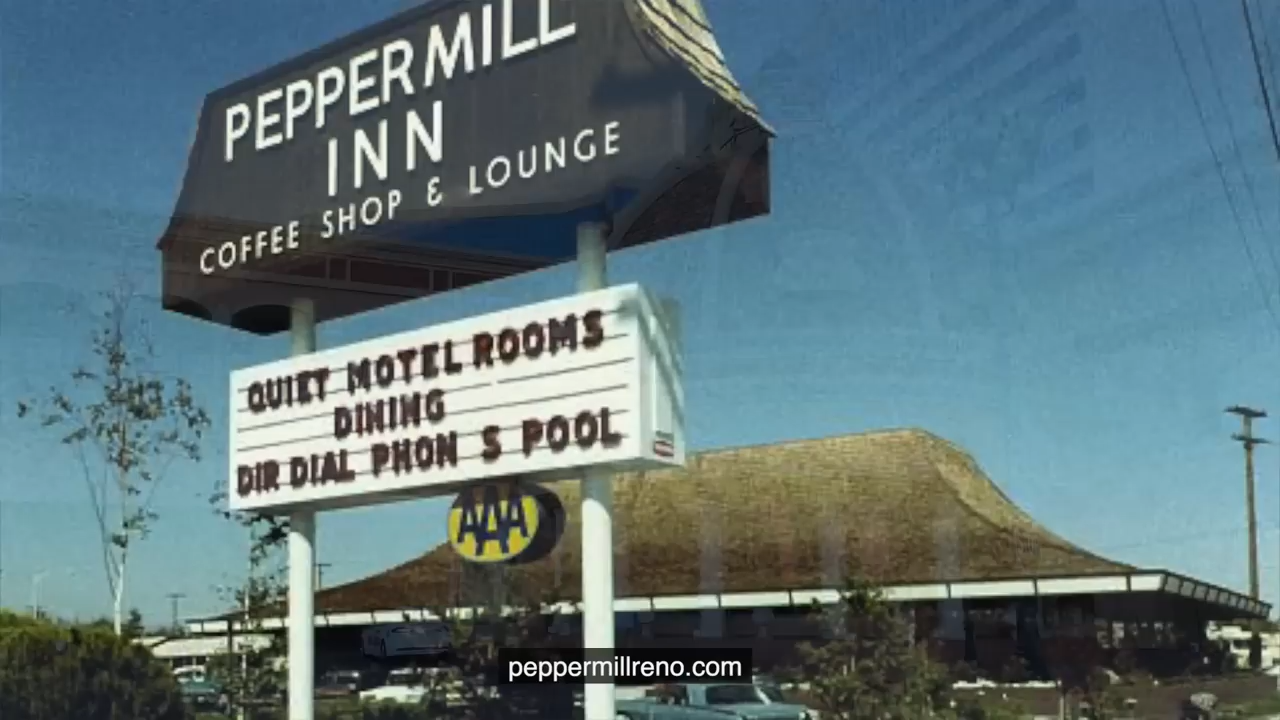 PEPPERMILL
INN
COFFEE SHOP & LOUNGE
QUIET MOTEL ROOMS
DINING
DIR DIAL PHON S POOL
AAA
peppermillreno.com